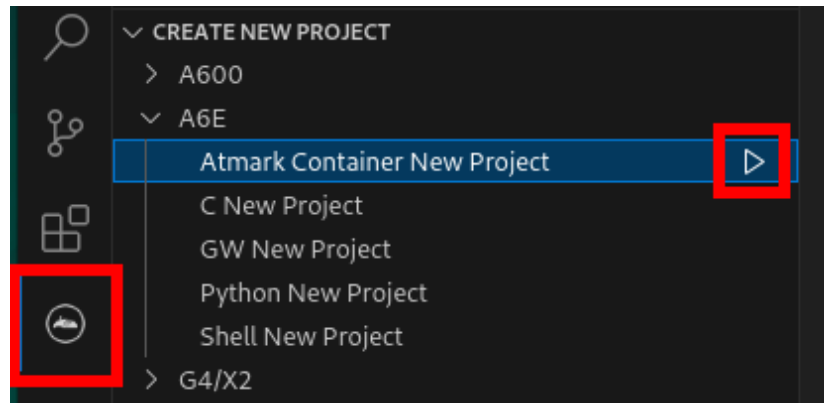 CREATE NEW PROJECT
A600
A6E
Atmark Container New Project
C New Project
GW New Project
Python New Project
Shell New Project
G4/X2